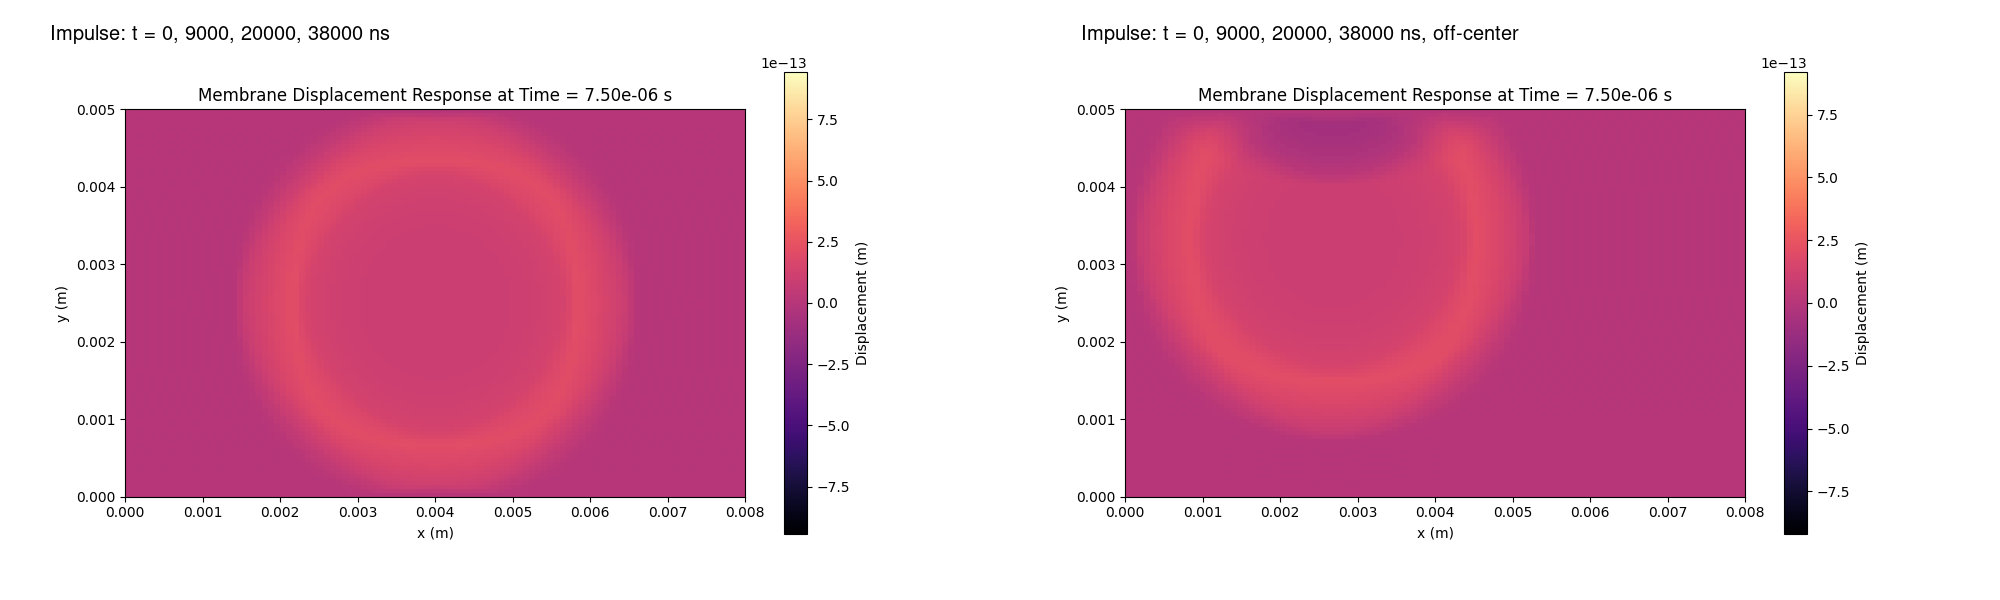 Impulse: t = 0, 9000, 20000, 38000 ns
1e−13
Membrane Displacement Response at Time = 7.50e-06 s
0.005
0.004
0.003
0.002
0.001
0.000
y (m)
0.000 0.001 0.002 0.003 0.004 0.005 0.006 0.007 0.008
x (m)
7.5
5.0
2.5
0.0
−2.5
−5.0
−7.5
Displacement (m)
Impulse: t = 0, 9000, 20000, 38000 ns, off-center
1e−13
Membrane Displacement Response at Time = 7.50e-06 s
0.005
0.004
0.003
0.002
0.001
0.000
y (m)
0.000 0.001 0.002 0.003 0.004 0.005 0.006 0.007 0.008
x (m)
7.5
5.0
2.5
0.0
−2.5
−5.0
−7.5
Displacement (m)